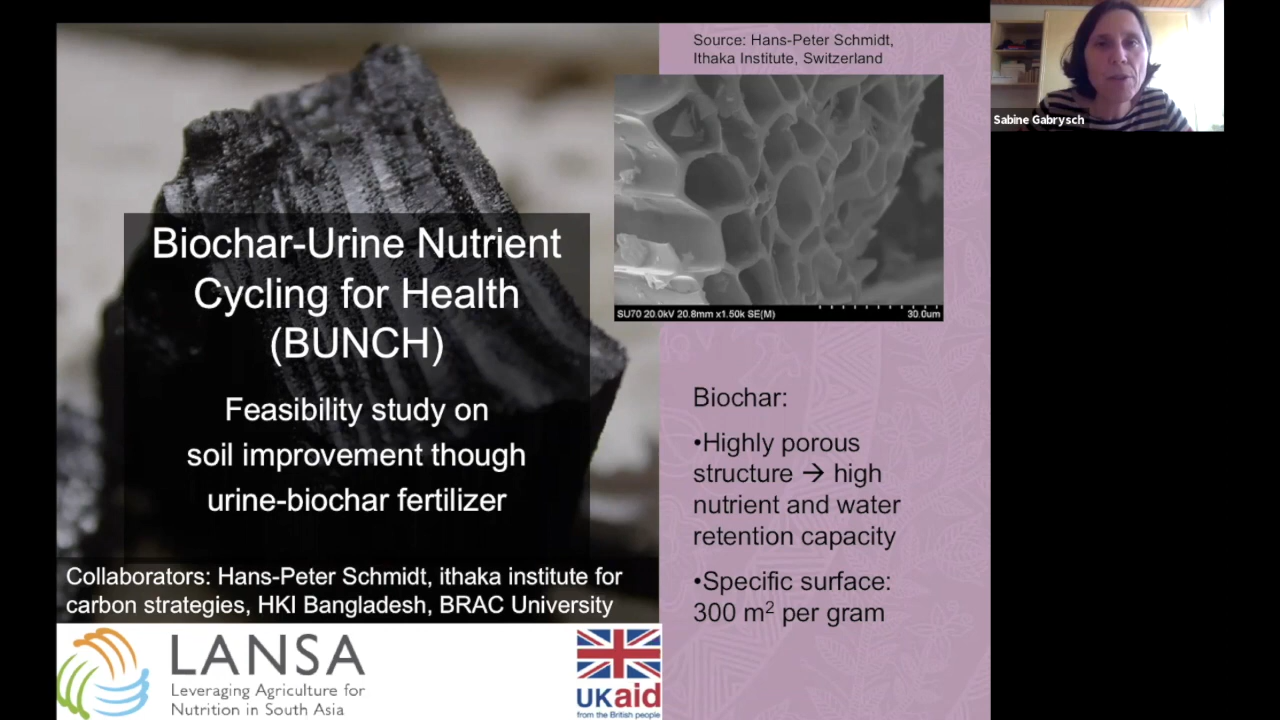 Biochar-Urine Nutrient
Cycling for Health
(BUNCH)
Feasibility study on
soil improvement though
urine-biochar fertilizer
Collaborators: Hans-Peter Schmidt, ithaka institute for
carbon strategies, HKI Bangladesh, BRAC University
LANSA
Leveraging Agriculture for
Nutrition in South Asia
UKaid
from the British people
Source: Hans-Peter Schmidt,
Ithaka Institute, Switzerland
SU70 20.0kV 20.8mm x1.50k SE(M) 30.0um
Biochar:
•Highly porous
structure → high
nutrient and water
retention capacity
•Specific surface:
300 m² per gram
Sabine Gabrysch